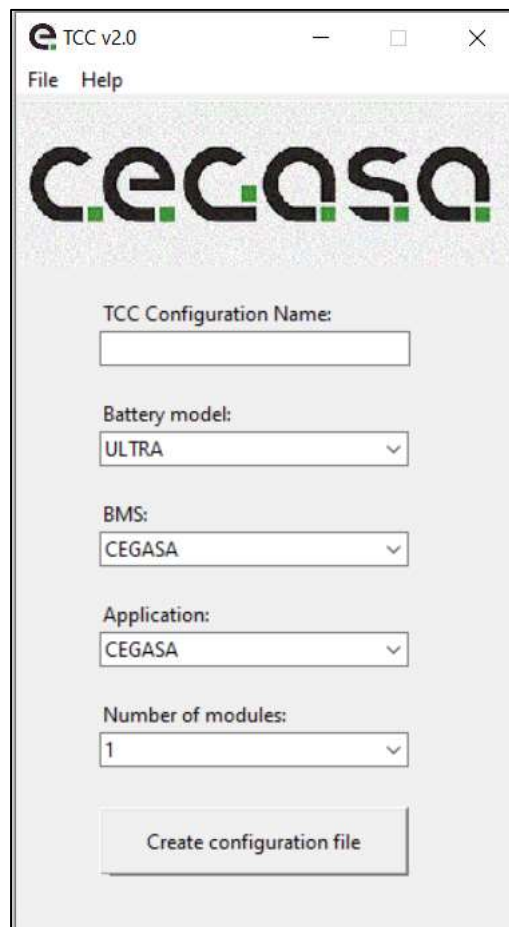 TCC v2.0
File Help
cegasa
TCC Configuration Name:
Battery model:
ULTRA
BMS:
CEGASA
Application:
CEGASA
Number of modules:
1
Create configuration file